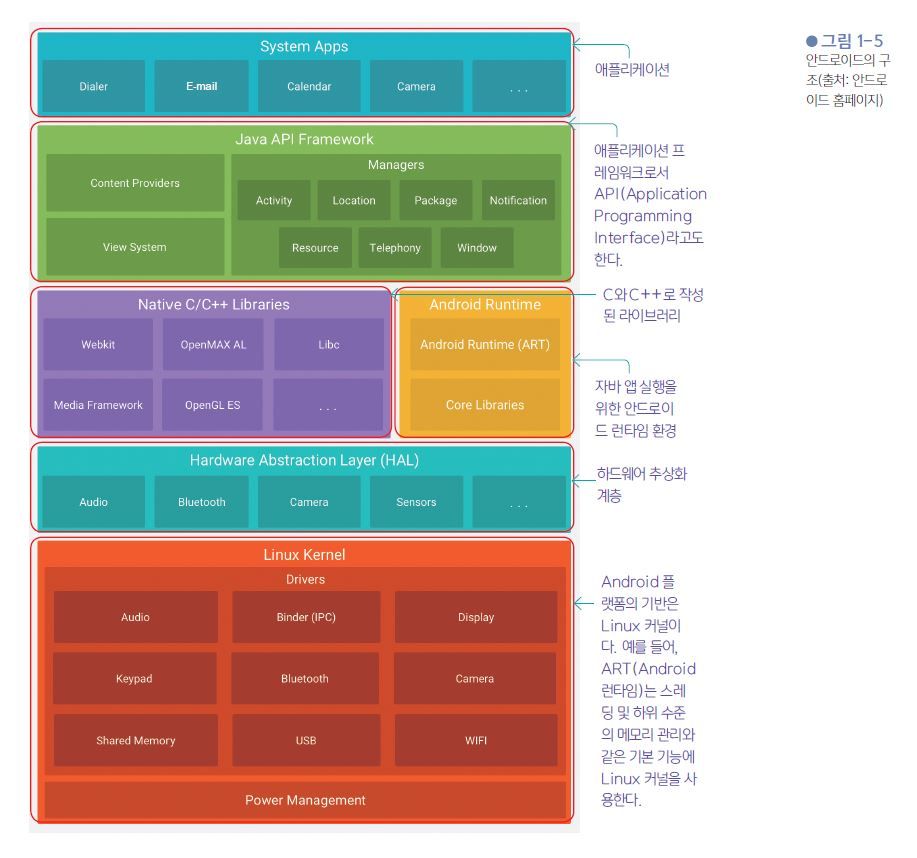 System Apps
Dialer
E-mail
Calendar
Camera
. . .
애플리케이션
● 그림 1-5
안드로이드의 구
조(출처: 안드로
이드 홈페이지)
Java API Framework
Content Providers
View System
Managers
Activity
Location
Package
Notification
Resource
Telephony
Window
애플리케이션 프
레임워크로서
API(Application
Programming
Interface)라고도
한다.
Native C/C++ Libraries
Webkit
OpenMAX AL
Libc
Media Framework
OpenGL ES
. . .
C와 C++로 작성
된 라이브러리
Android Runtime
Android Runtime (ART)
Core Libraries
자바 앱 실행을
위한 안드로이
드 런타임 환경
Hardware Abstraction Layer (HAL)
Audio
Bluetooth
Camera
Sensors
. . .
하드웨어 추상화
계층
Linux Kernel
Drivers
Audio
Binder (IPC)
Display
Keypad
Bluetooth
Camera
Shared Memory
USB
WIFI
Power Management
Android 플
랫폼의 기반은
Linux 커널이
다. 예를 들어,
ART(Android
런타임)는 스레
딩 및 하위 수준
의 메모리 관리와
같은 기본 기능에
Linux 커널을 사
용한다.